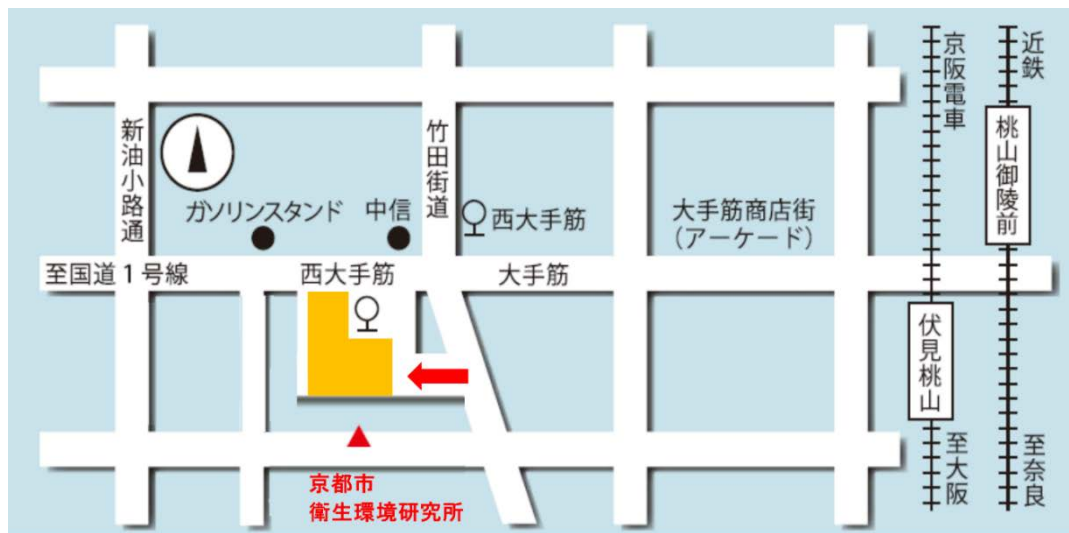 新油小路通
竹田街道
京阪電車
近鉄
桃山御陵前
ガソリンスタンド
中信
西大手筋
大手筋商店街
（アーケード）
至国道1号線
西大手筋
大手筋
伏見桃山
至大阪
至奈良
京都市
衛生環境研究所